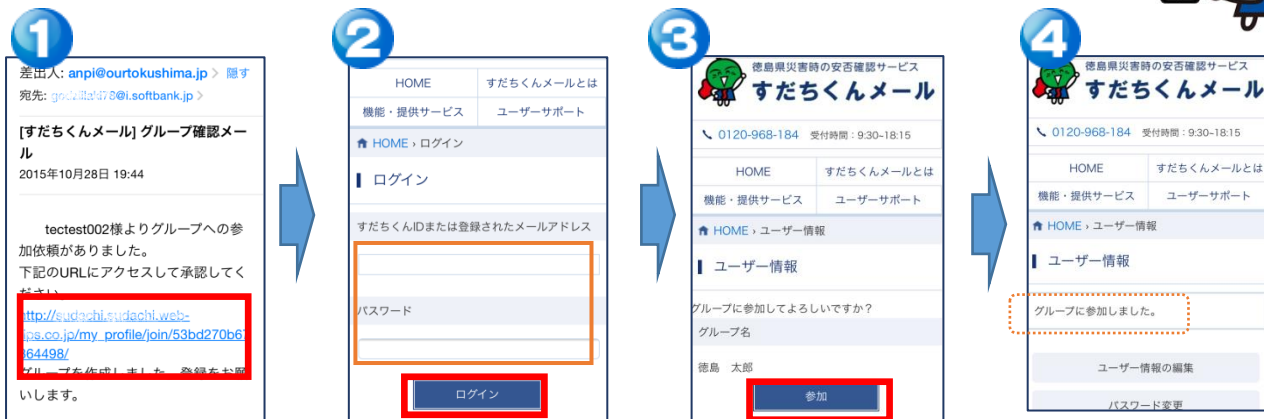 1
差出人: anpi@ourtokushima.jp > 隠す
宛先: @i.softbank.jp >
[すだちくんメール] グループ確認メー
ル
2015年10月28日 19:44
tectest002様よりグループへの参
加依頼がありました。
下記のURLにアクセスして承認してく
ださい。
http://sudachi.sudachi.web-
ips.co.jp/my_profile/join/53bd270b67
364498/
グループを作成しました。登録をお願
いします。
2
HOME すだちくんメールとは
機能・提供サービス ユーザーサポート
HOME › ログイン
ログイン
すだちくんIDまたは登録されたメールアドレス
パスワード
ログイン
3
徳島県災害時の安否確認サービス
すだちくんメール
0120-968-184 受付時間：9:30~18:15
HOME すだちくんメールとは
機能・提供サービス ユーザーサポート
HOME › ユーザー情報
ユーザー情報
グループに参加してよろしいですか？
グループ名
徳島 太郎
参加
4
徳島県災害時の安否確認サービス
すだちくんメール
0120-968-184 受付時間：9:30~18:15
HOME すだちくんメールとは
機能・提供サービス ユーザーサポート
HOME › ユーザー情報
ユーザー情報
グループに参加しました。
ユーザー情報の編集
パスワード変更